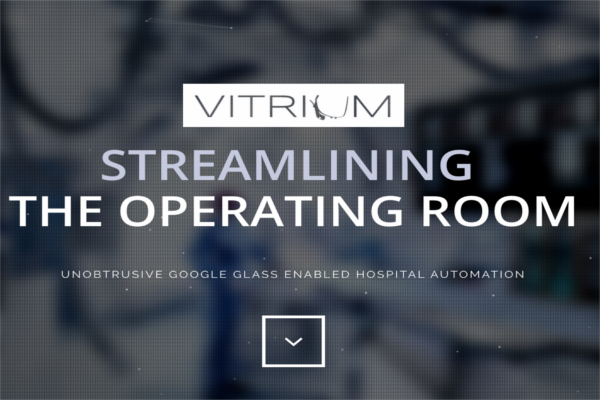 VITRIUM
STREAMLINING
THE OPERATING ROOM
UNOBTRUSIVE GOOGLE GLASS ENABLED HOSPITAL AUTOMATION